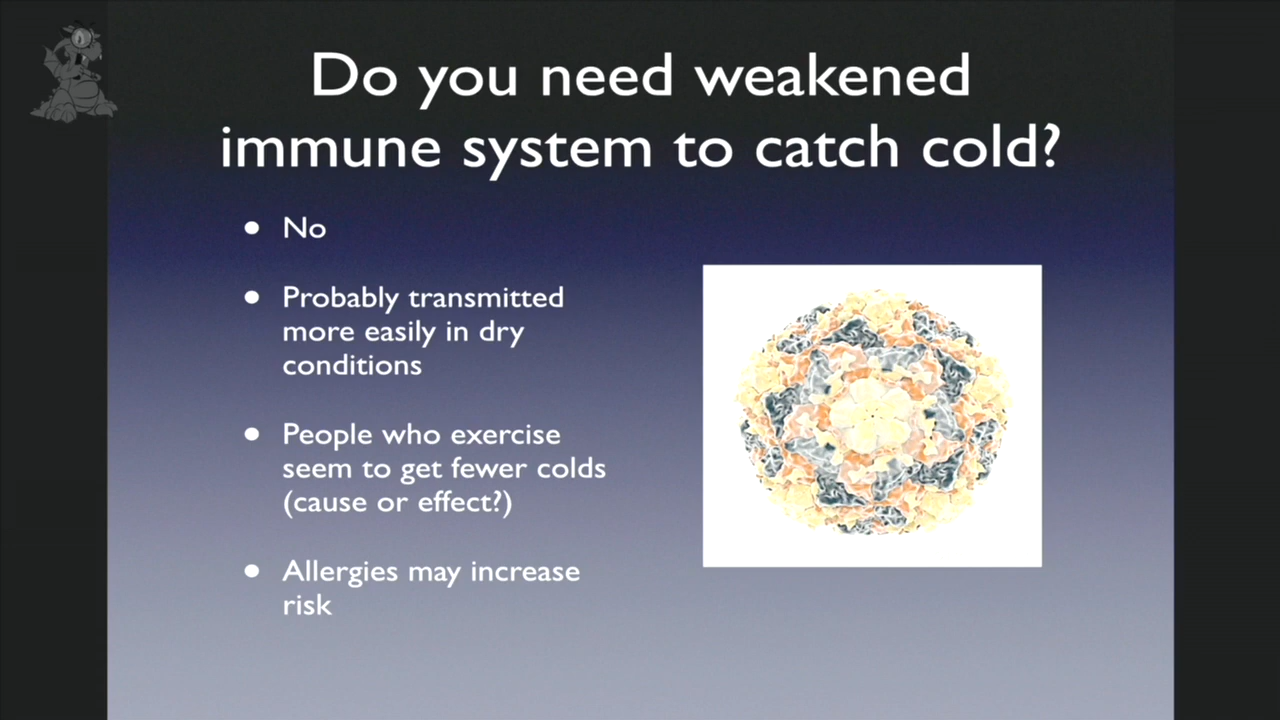 Do you need weakened
immune system to catch cold?
• No
• Probably transmitted
more easily in dry
conditions
• People who exercise
seem to get fewer colds
(cause or effect?)
• Allergies may increase
risk